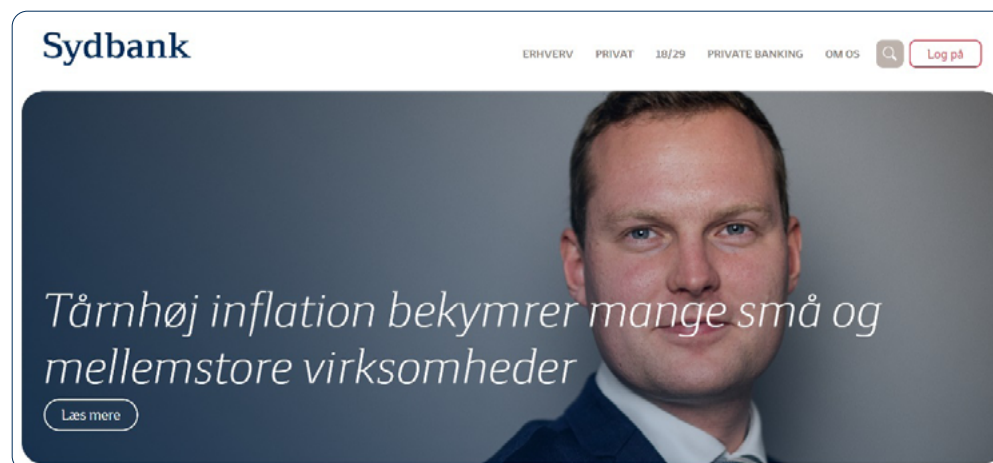 Sydbank
ERHVERV PRIVAT 18/29 PRIVATE BANKING OM OS Log på
Tårnhøj inflation bekymrer mange små og
mellemstore virksomheder
Læs mere